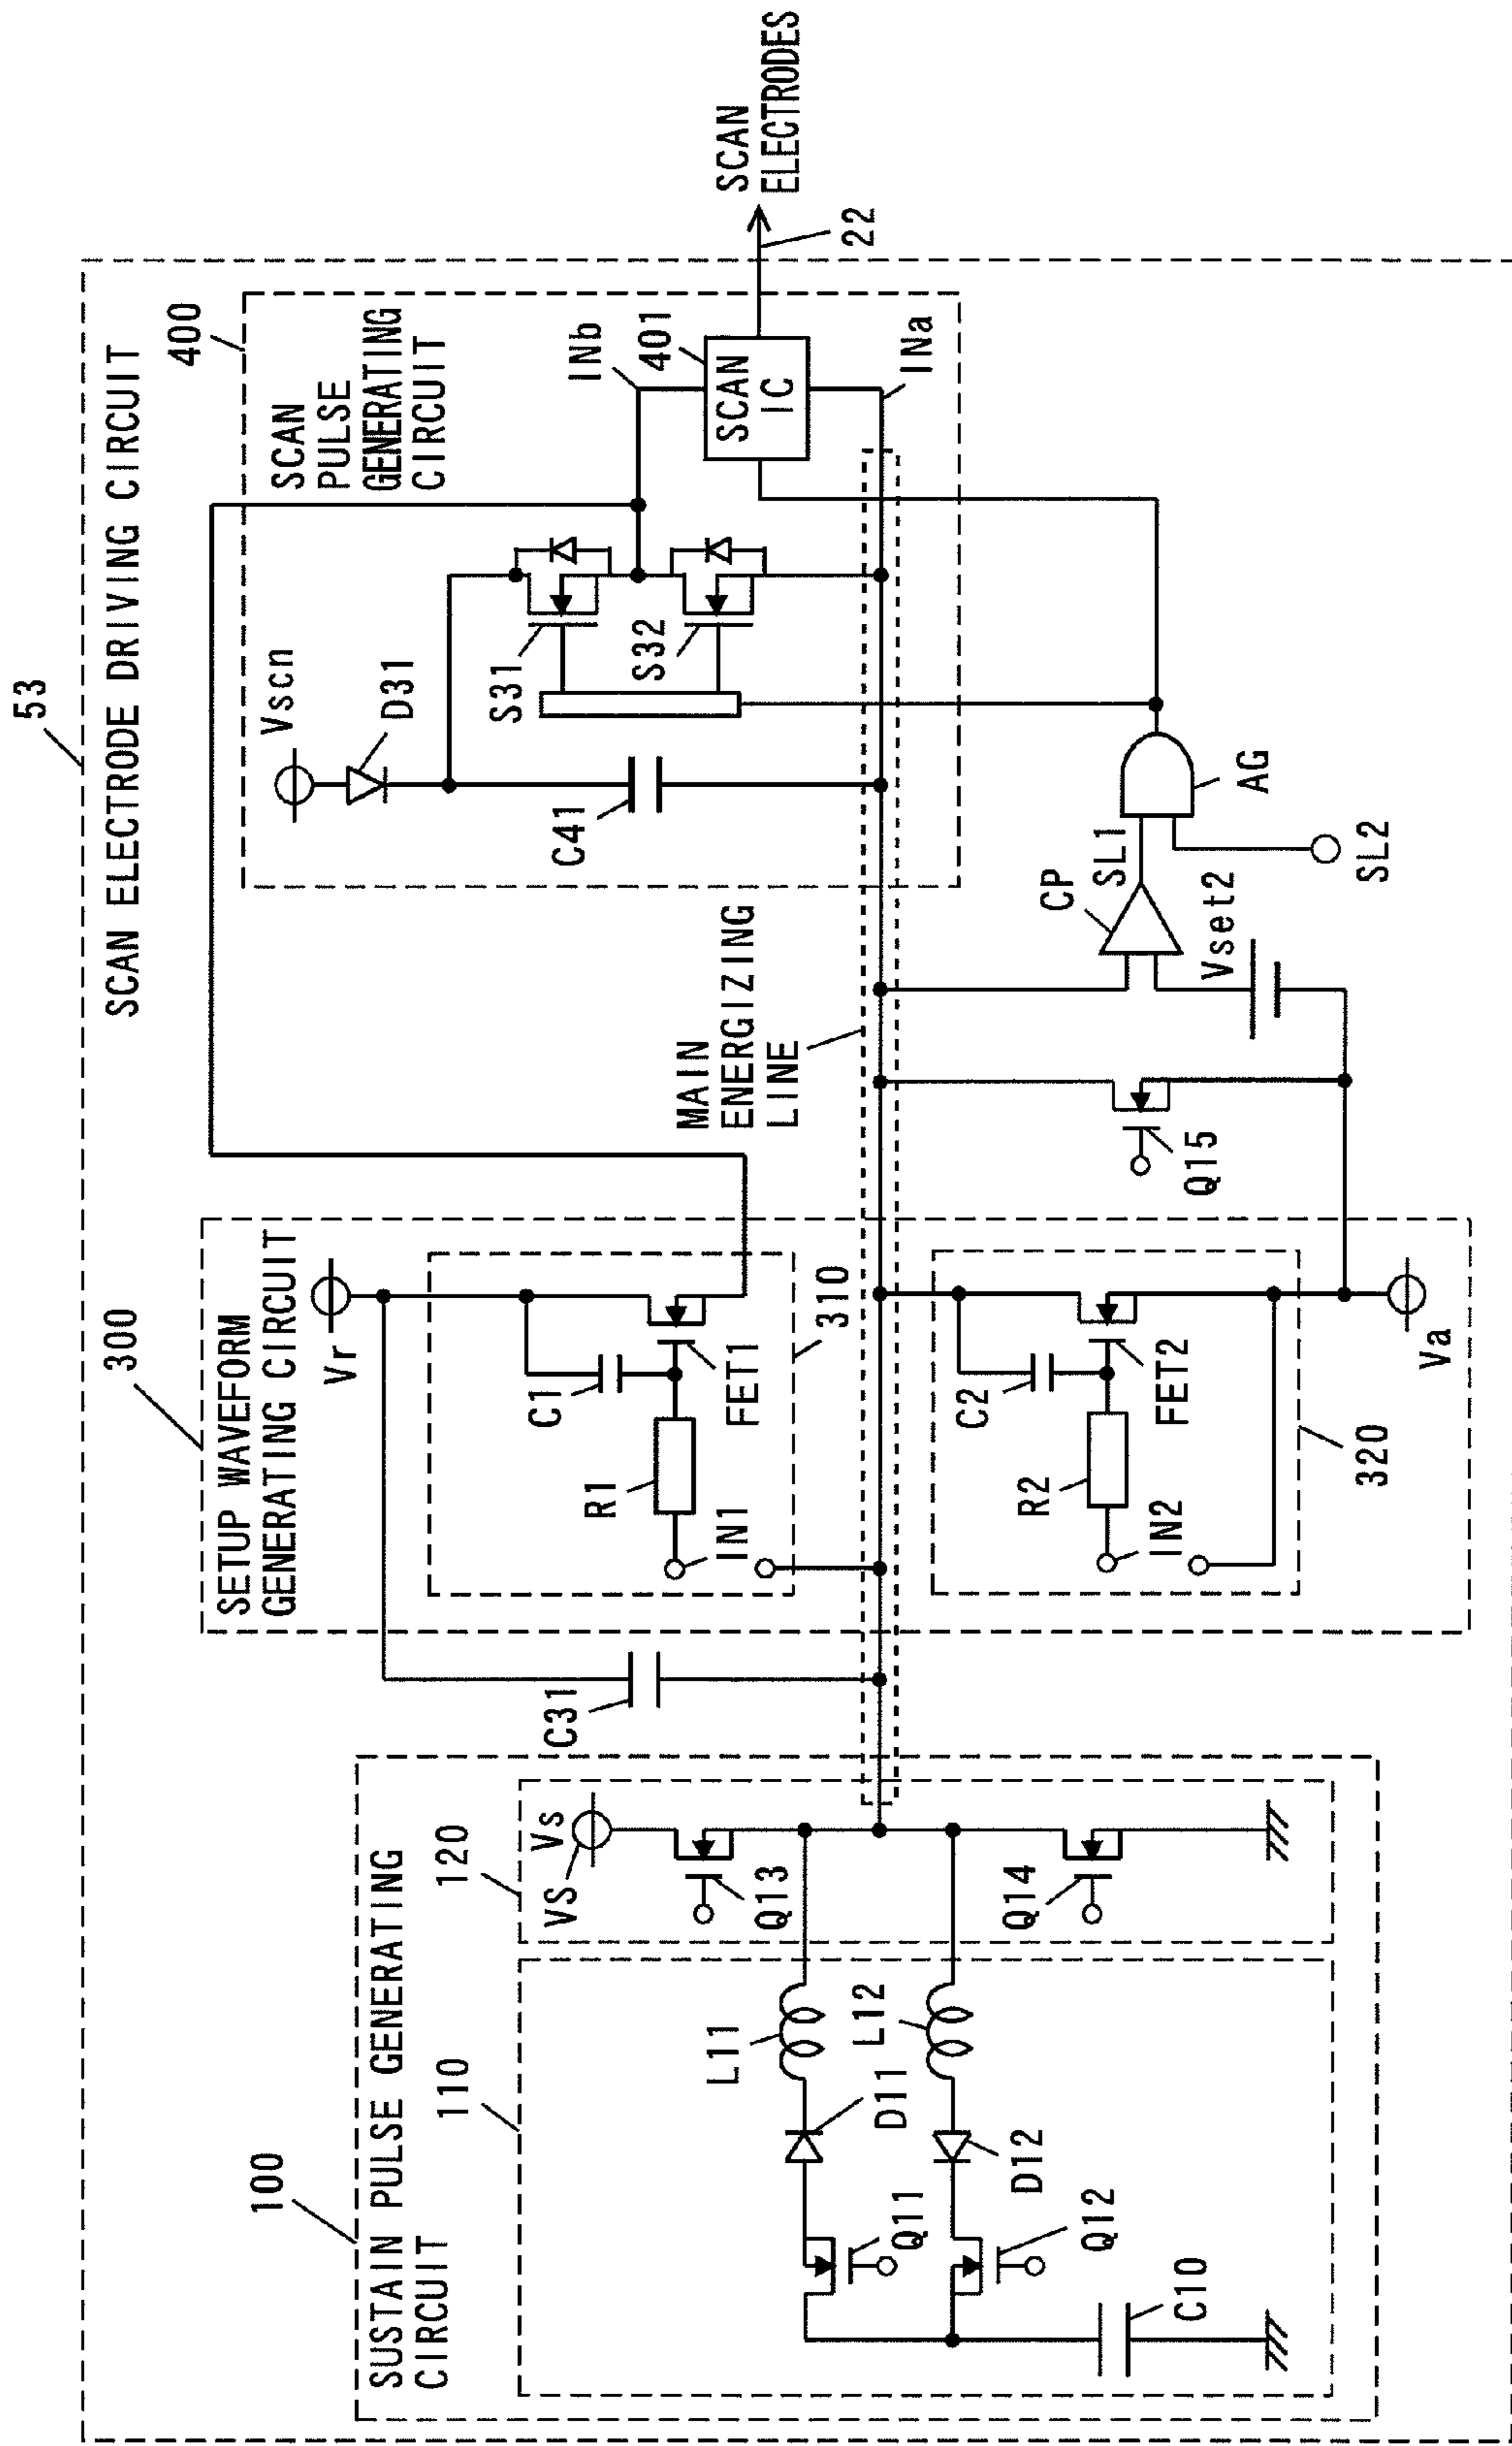 53
SCAN ELECTRODE DRIVING CIRCUIT
100
SUSTAIN PULSE GENERATING
CIRCUIT
110
120
VS
Vs
Q13
Q14
L11
L12
D11
D12
Q11
Q12
C10
C31
300
SETUP WAVEFORM
GENERATING CIRCUIT
Vr
C1
R1
FET1
IN1
310
C2
R2
FET2
IN2
320
Va
MAIN
ENERGIZING
LINE
Q15
CP
SL1
Vset2
AG
SL2
400
SCAN
PULSE
GENERATING
CIRCUIT
Vscn
D31
C41
S31
S32
INb
401
SCAN
IC
INa
22
SCAN
ELECTRODES